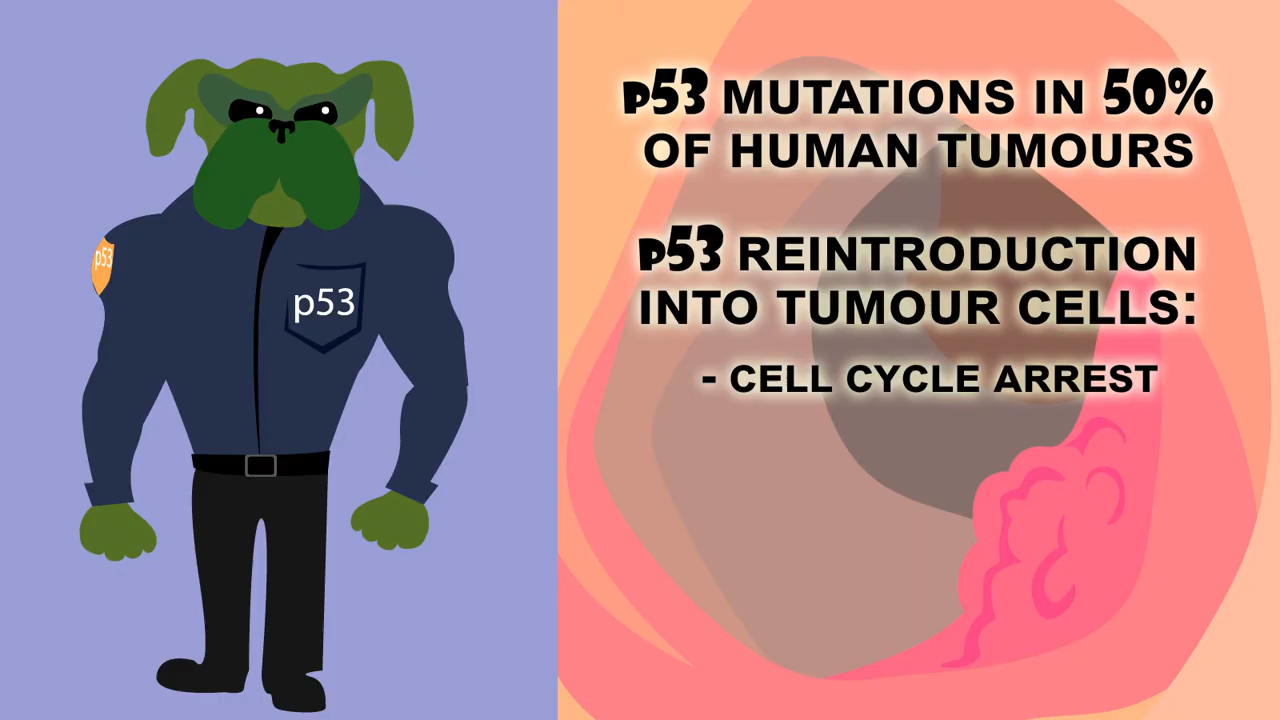 p53
p53
p53 MUTATIONS IN 50%
OF HUMAN TUMOURS
p53 REINTRODUCTION
INTO TUMOUR CELLS:
- CELL CYCLE ARREST